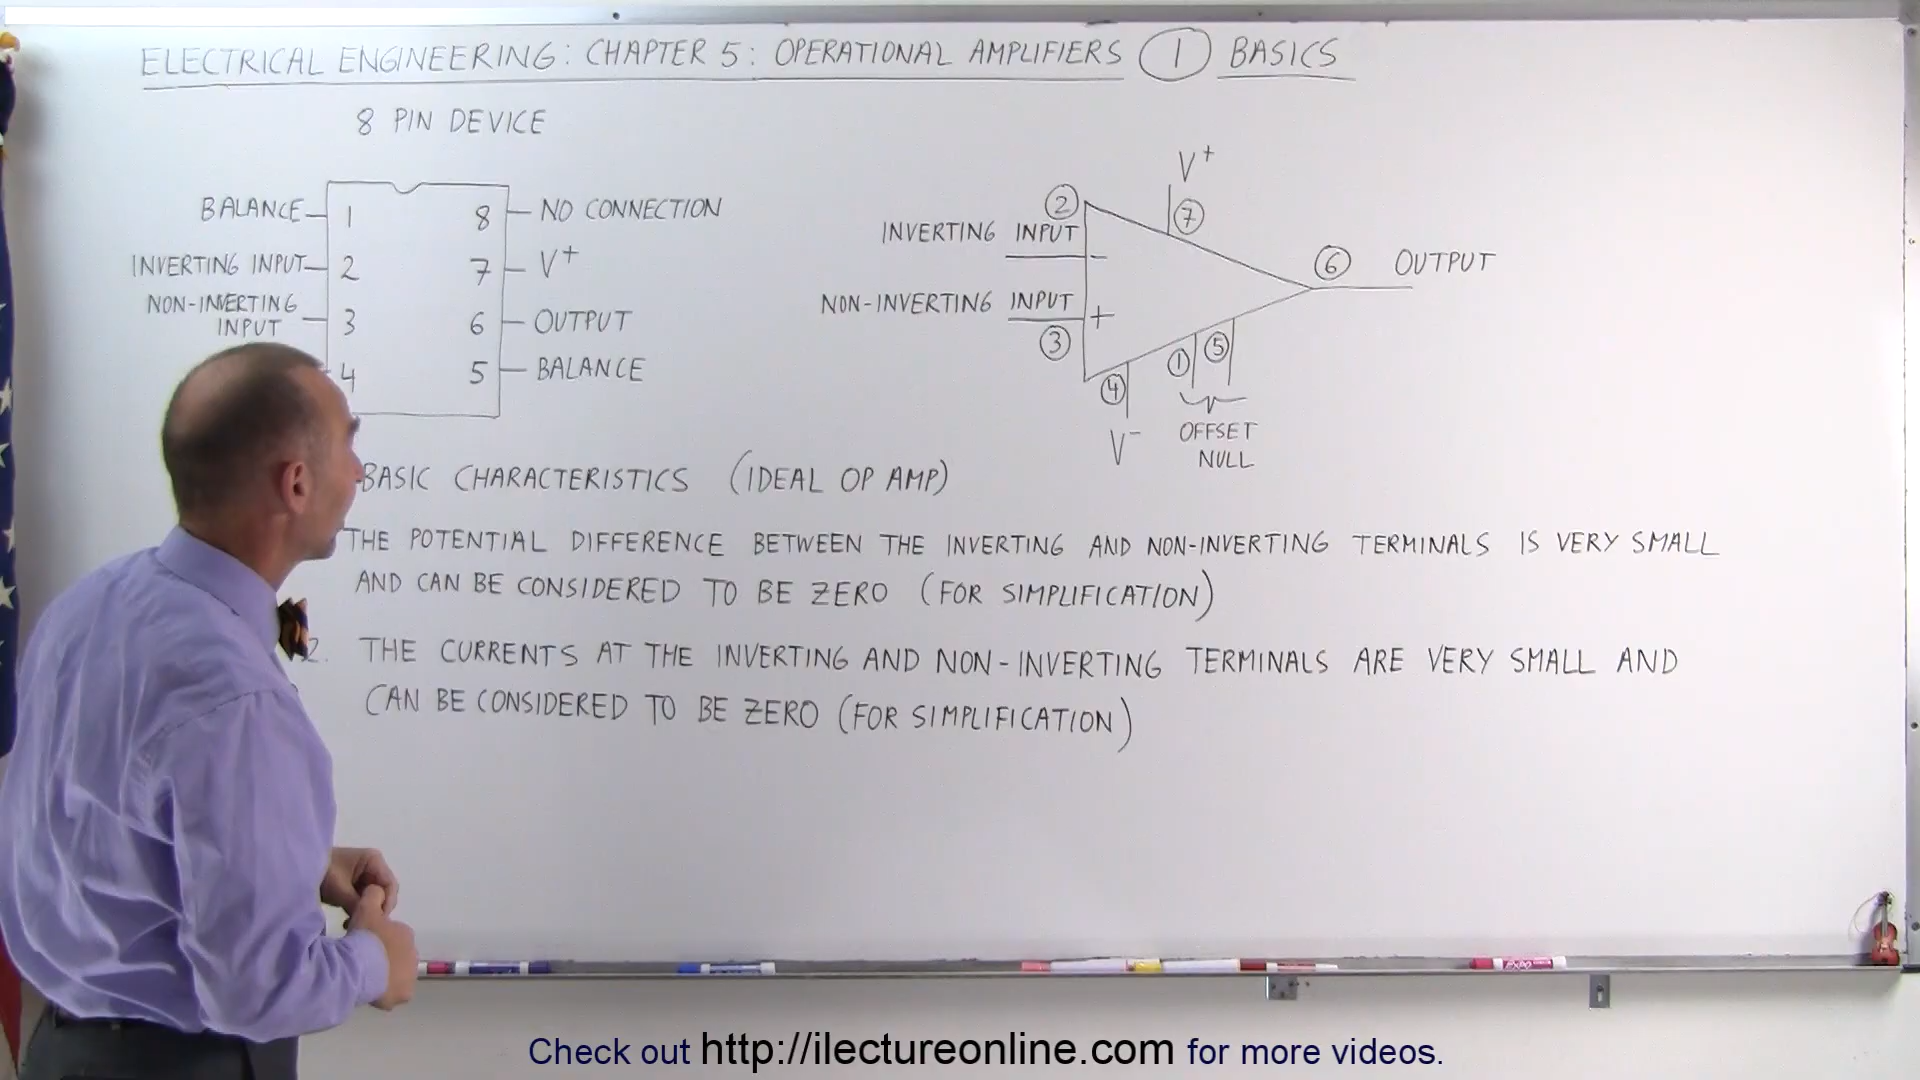 ELECTRICAL ENGINEERING: CHAPTER 5: OPERATIONAL AMPLIFIERS 1 BASICS
8 PIN DEVICE
BALANCE 1 8 NO CONNECTION
INVERTING INPUT 2 7 V+
NON-INVERTING
INPUT 3 6 OUTPUT
4 5 BALANCE
V+
2 7
INVERTING INPUT
-
6 OUTPUT
NON-INVERTING INPUT
+
3
4 1 5
V-
OFFSET
NULL
BASIC CHARACTERISTICS (IDEAL OP AMP)
THE POTENTIAL DIFFERENCE BETWEEN THE INVERTING AND NON-INVERTING TERMINALS IS VERY SMALL
AND CAN BE CONSIDERED TO BE ZERO (FOR SIMPLIFICATION)
2. THE CURRENTS AT THE INVERTING AND NON-INVERTING TERMINALS ARE VERY SMALL AND
CAN BE CONSIDERED TO BE ZERO (FOR SIMPLIFICATION)
EXPO
Check out http://ilectureonline.com for more videos.